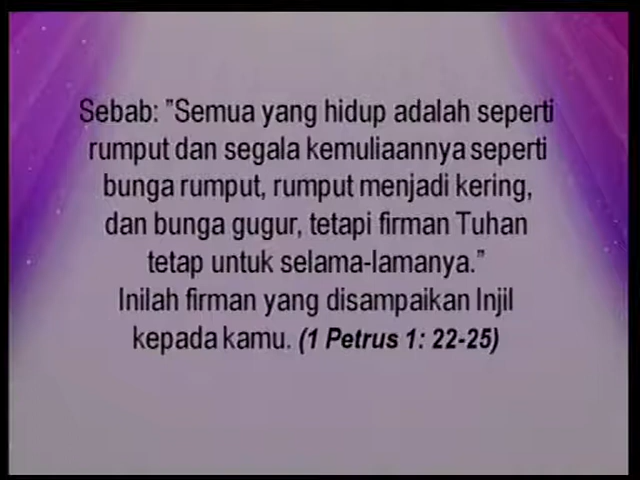 Sebab: "Semua yang hidup adalah seperti
rumput dan segala kemuliaannya seperti
bunga rumput, rumput menjadi kering,
dan bunga gugur, tetapi firman Tuhan
tetap untuk selama-lamanya."
Inilah firman yang disampaikan Injil
kepada kamu. (1 Petrus 1: 22-25)